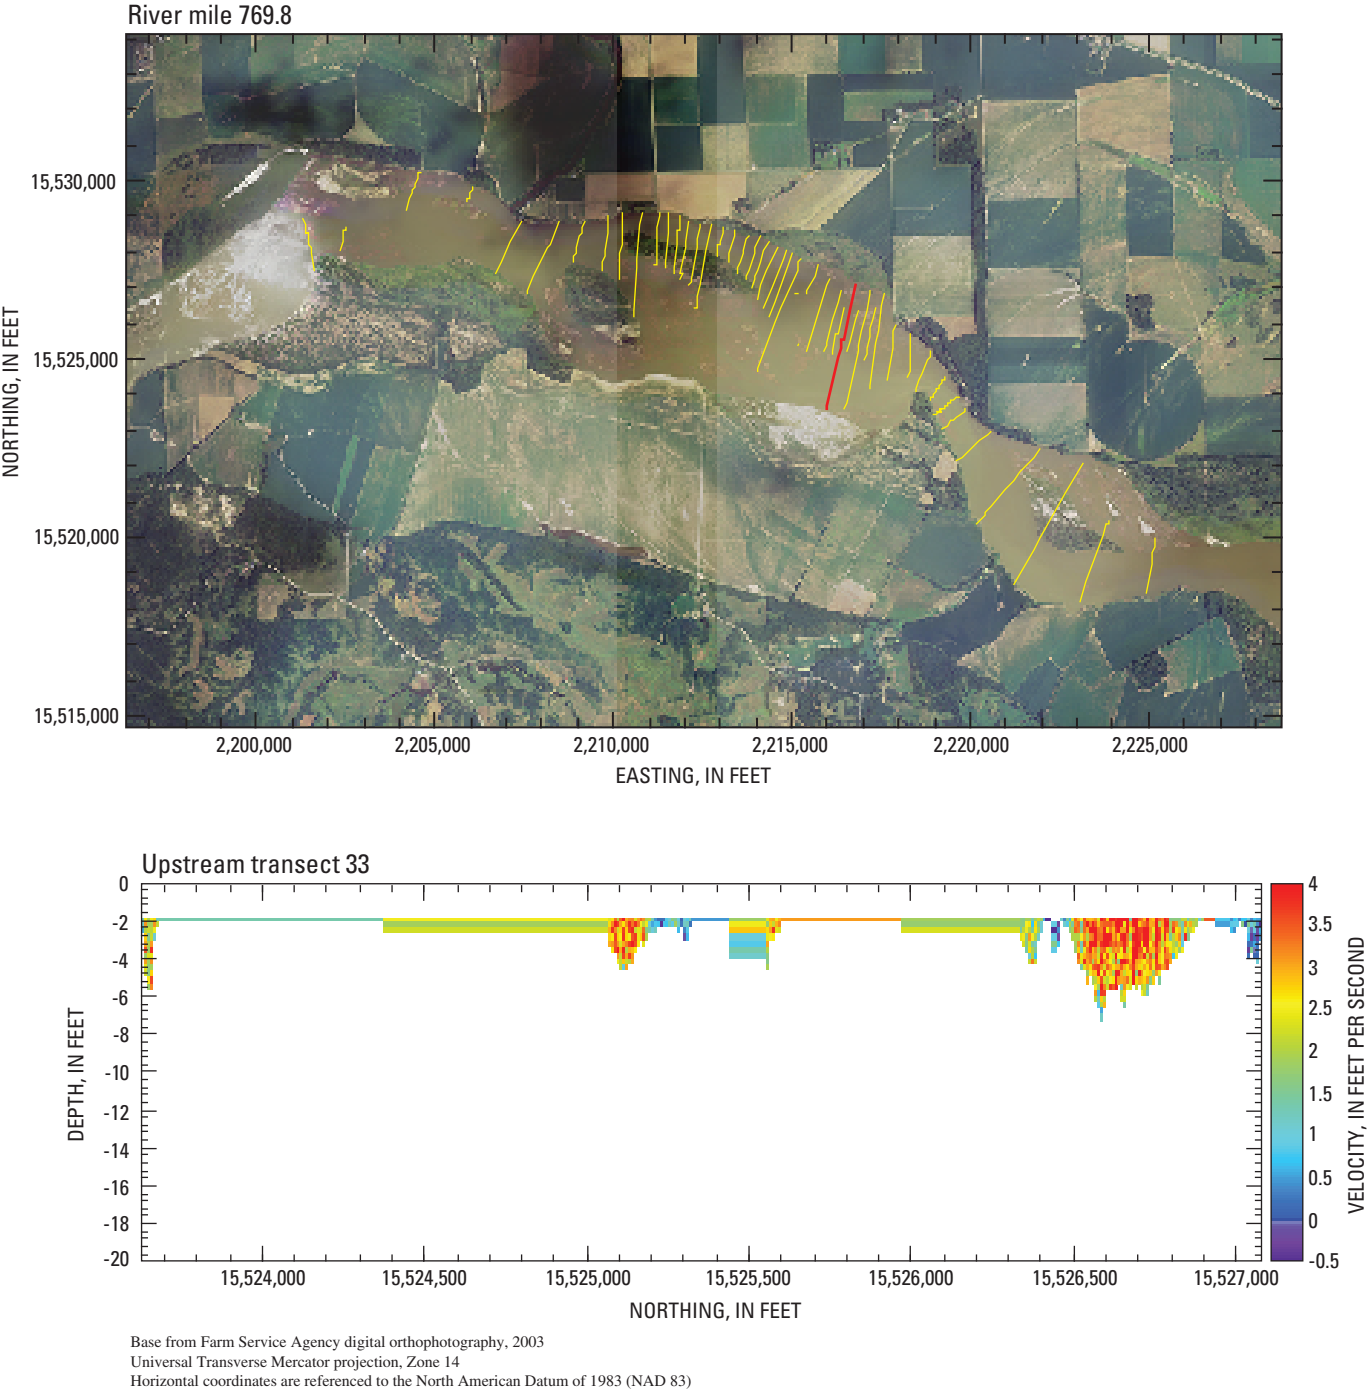 River mile 769.8
15,530,000
15,525,000
15,520,000
15,515,000
NORTHING, IN FEET
2,200,000 2,205,000 2,210,000 2,215,000 2,220,000 2,225,000
EASTING, IN FEET
Upstream transect 33
0
-2
-4
-6
-8
-10
-12
-14
-16
-18
-20
DEPTH, IN FEET
15,524,000 15,524,500 15,525,000 15,525,500 15,526,000 15,526,500 15,527,000
NORTHING, IN FEET
4
3.5
3
2.5
2
1.5
1
0.5
0
-0.5
VELOCITY, IN FEET PER SECOND
Base from Farm Service Agency digital orthophotography, 2003
Universal Transverse Mercator projection, Zone 14
Horizontal coordinates are referenced to the North American Datum of 1983 (NAD 83)